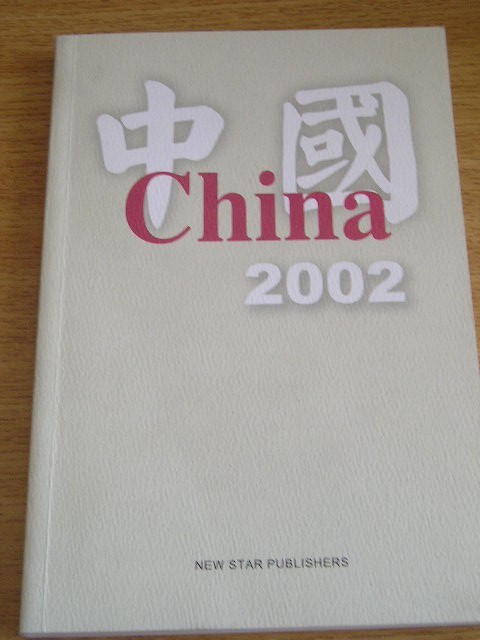 中國
China
2002
NEW STAR PUBLISHERS